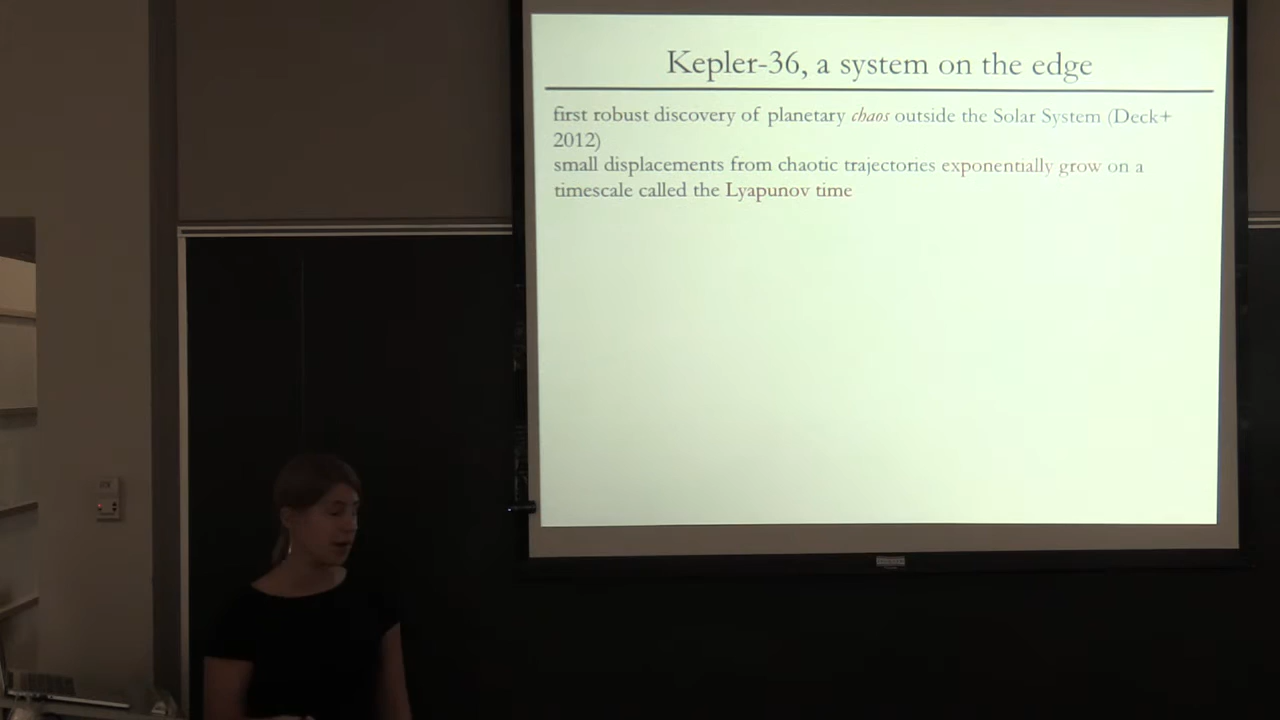 Kepler-36, a system on the edge
first robust discovery of planetary chaos outside the Solar System (Deck+
2012)
small displacements from chaotic trajectories exponentially grow on a
timescale called the Lyapunov time